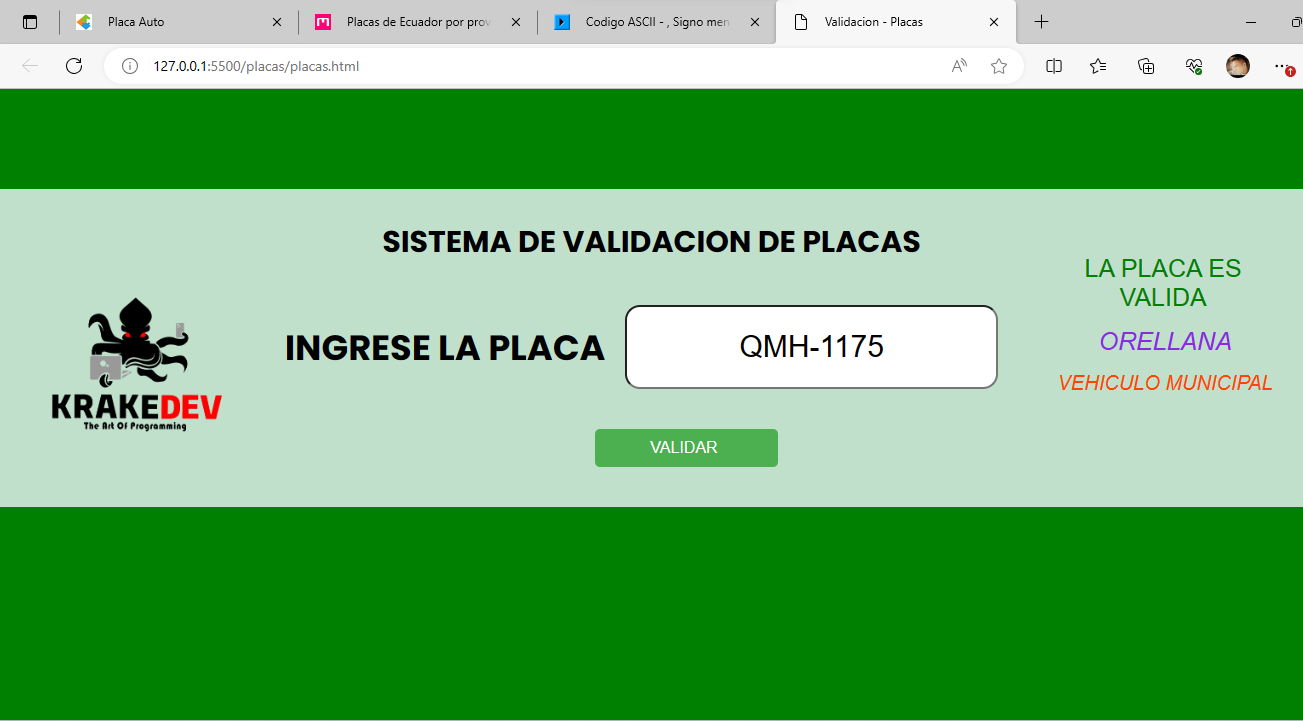 Placa Auto
Placas de Ecuador por prov
Codigo ASCII - , Signo men
Validacion - Placas
127.0.0.1:5500/placas/placas.html
SISTEMA DE VALIDACION DE PLACAS
INGRESE LA PLACA
QMH-1175
VALIDAR
KRAKEDEV
The Art Of Programming
LA PLACA ES
VALIDA
ORELLANA
VEHICULO MUNICIPAL